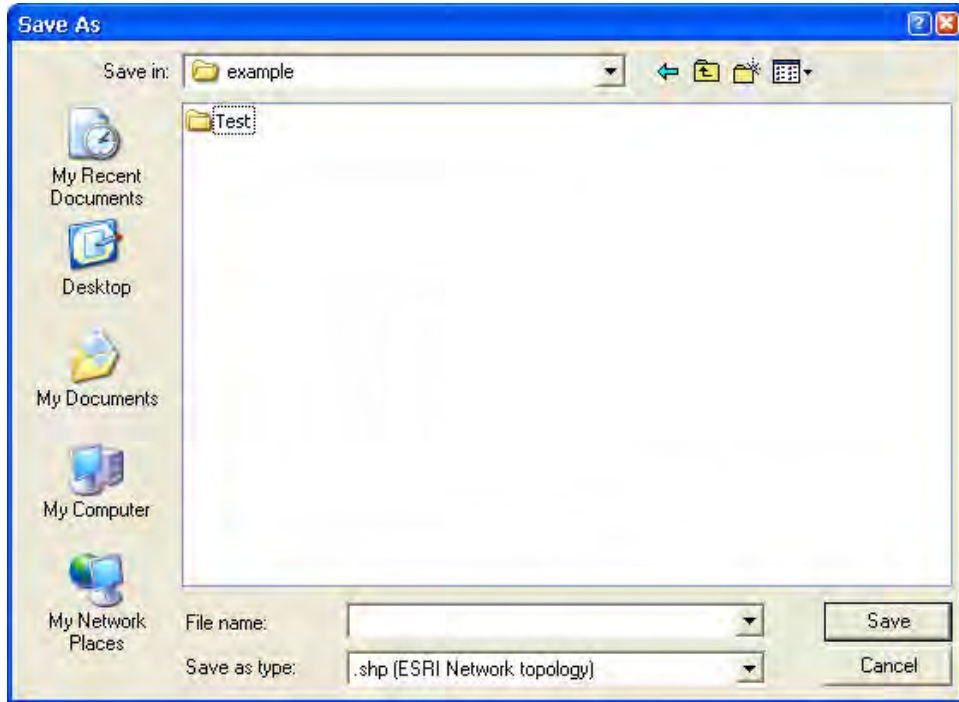 Save As
Save in: example
Test
My Recent
Documents
Desktop
My Documents
My Computer
My Network
Places
File name:
Save
Save as type: .shp (ESRI Network topology)
Cancel